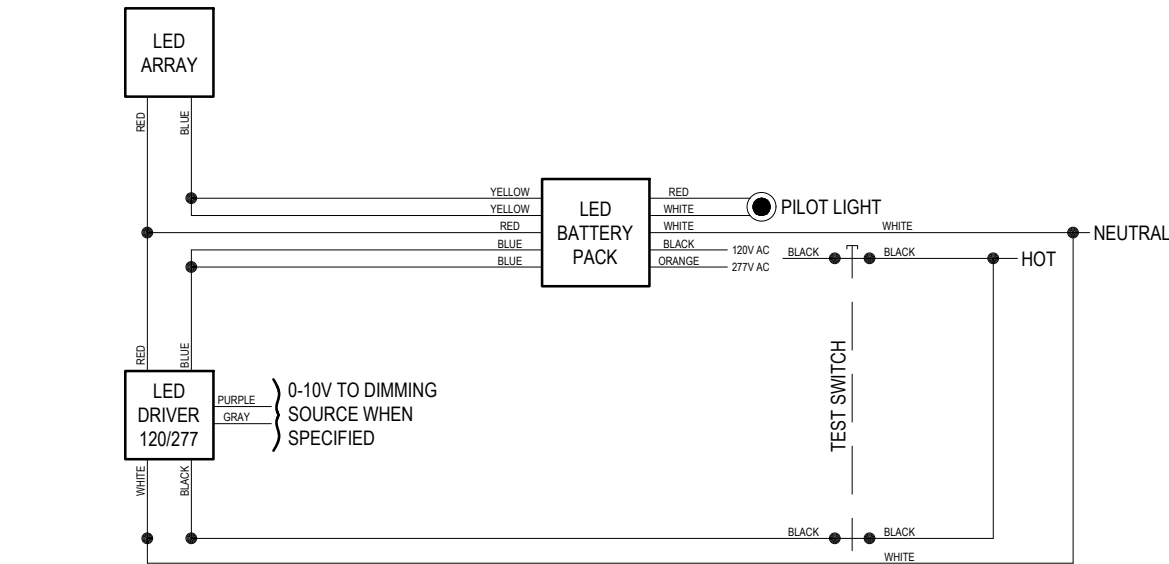 LED
ARRAY
RED
BLUE
YELLOW
YELLOW
RED
BLUE
BLUE
LED
BATTERY
PACK
RED
WHITE
WHITE
BLACK
ORANGE
PILOT LIGHT
WHITE
NEUTRAL
120V AC
277V AC
BLACK
BLACK
HOT
TEST SWITCH
RED
BLUE
LED
DRIVER
120/277
PURPLE
GRAY
0-10V TO DIMMING
SOURCE WHEN
SPECIFIED
WHITE
BLACK
BLACK
BLACK
WHITE